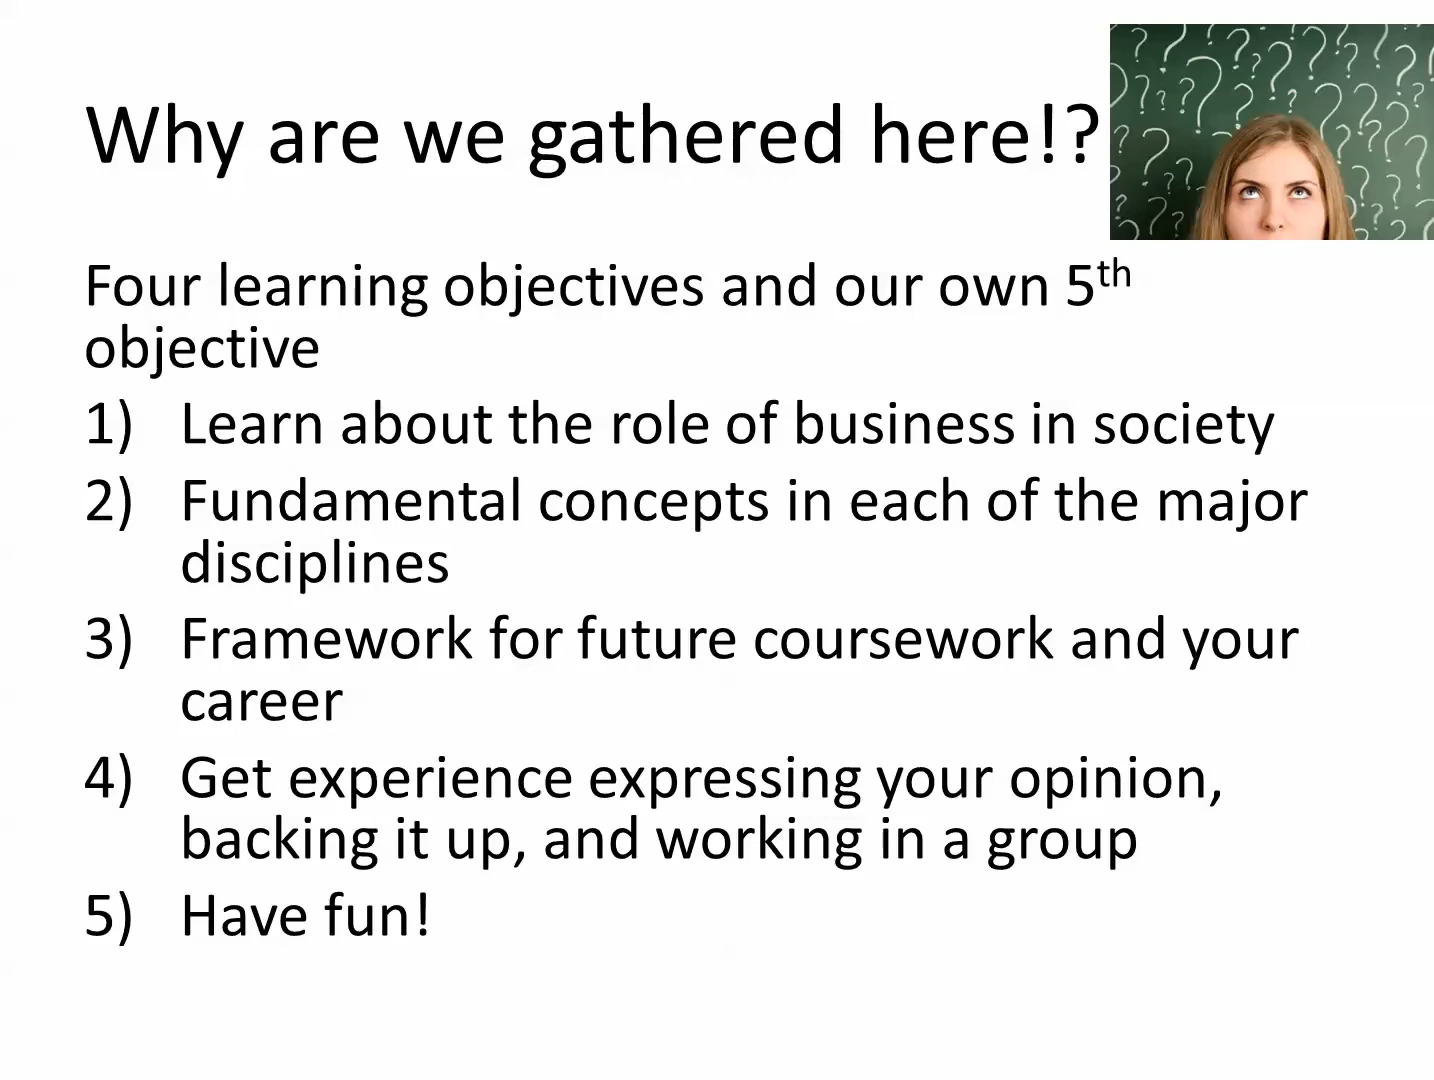 Why are we gathered here!?
Four learning objectives and our own 5th
objective
1) Learn about the role of business in society
2) Fundamental concepts in each of the major
disciplines
3) Framework for future coursework and your
career
4) Get experience expressing your opinion,
backing it up, and working in a group
5) Have fun!